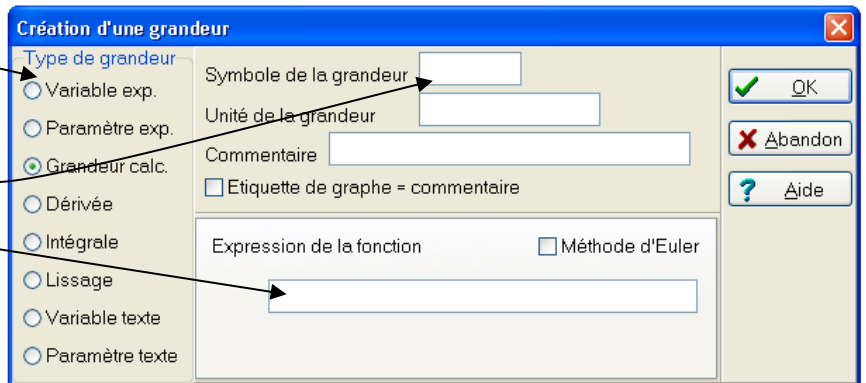 Création d'une grandeur
Type de grandeur
Variable exp.
Paramètre exp.
Grandeur calc.
Dérivée
Intégrale
Lissage
Variable texte
Paramètre texte
Symbole de la grandeur
Unité de la grandeur
Commentaire
Etiquette de graphe = commentaire
Expression de la fonction
Méthode d'Euler
OK
Abandon
Aide